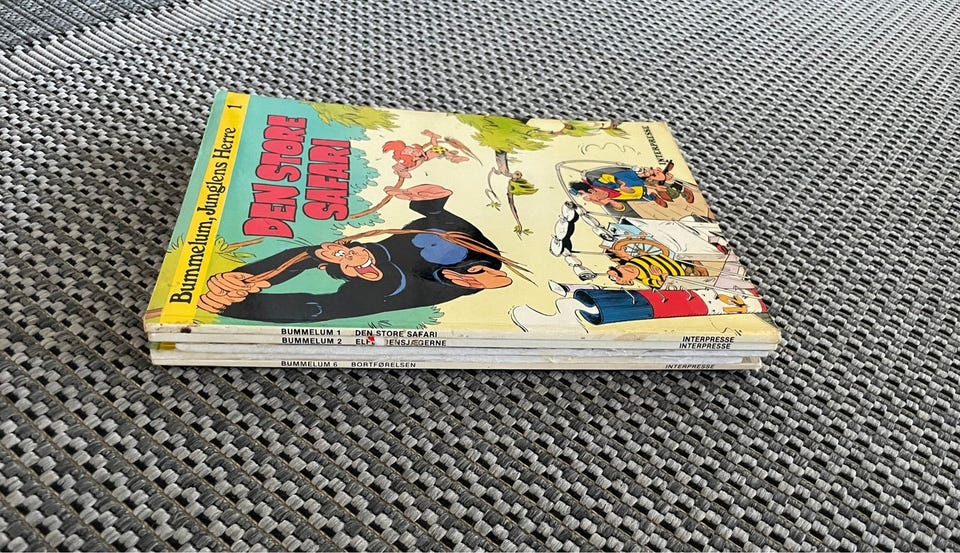 Bummelum, Junglens Herre 1
DEN STORE
SAFARI
INTERPRESSE
BUMMELUM 1 DEN STORE SAFARI INTERPRESSE
BUMMELUM 2 INTERPRESSE
BUMMELUM 6 BORTFØRELSEN INTERPRESSE